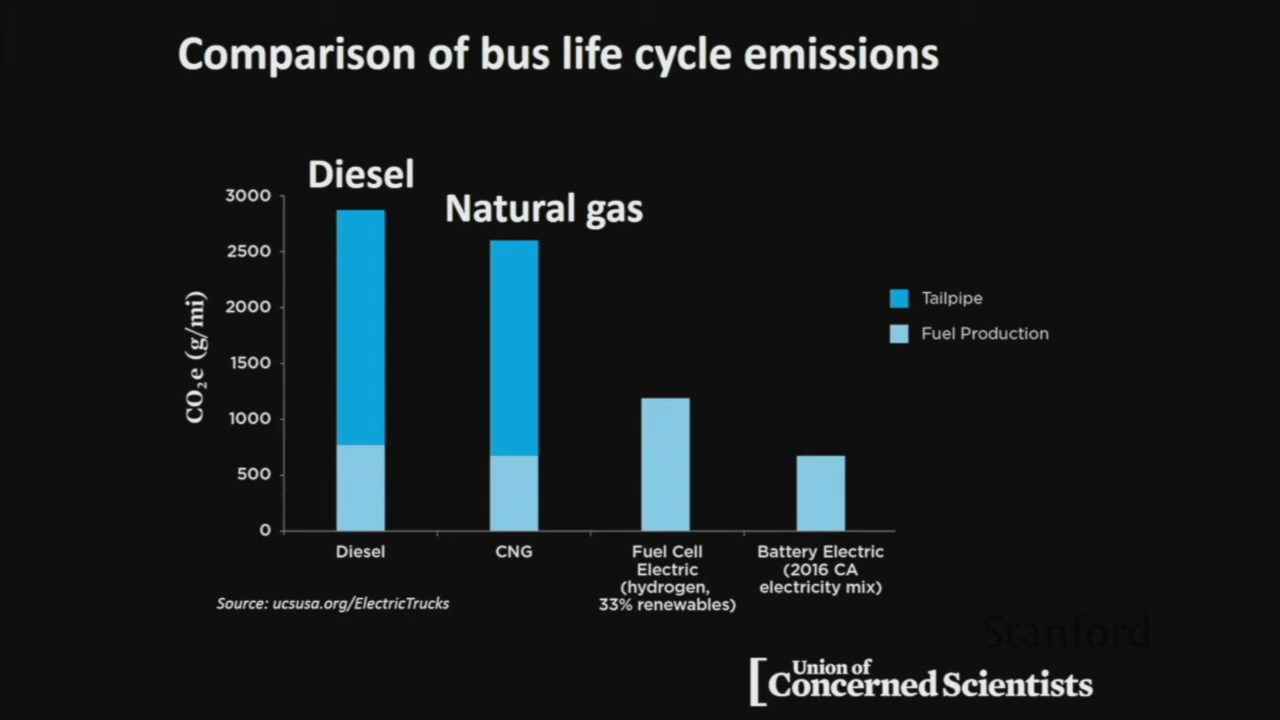 Comparison of bus life cycle emissions
Diesel
Natural gas
3000
2500
2000
1500
1000
500
0
CO₂e (g/mi)
Tailpipe
Fuel Production
Diesel
CNG
Fuel Cell
Electric
(hydrogen,
33% renewables)
Battery Electric
(2016 CA
electricity mix)
Source: ucsusa.org/ElectricTrucks
Stanford
Union of
Concerned Scientists